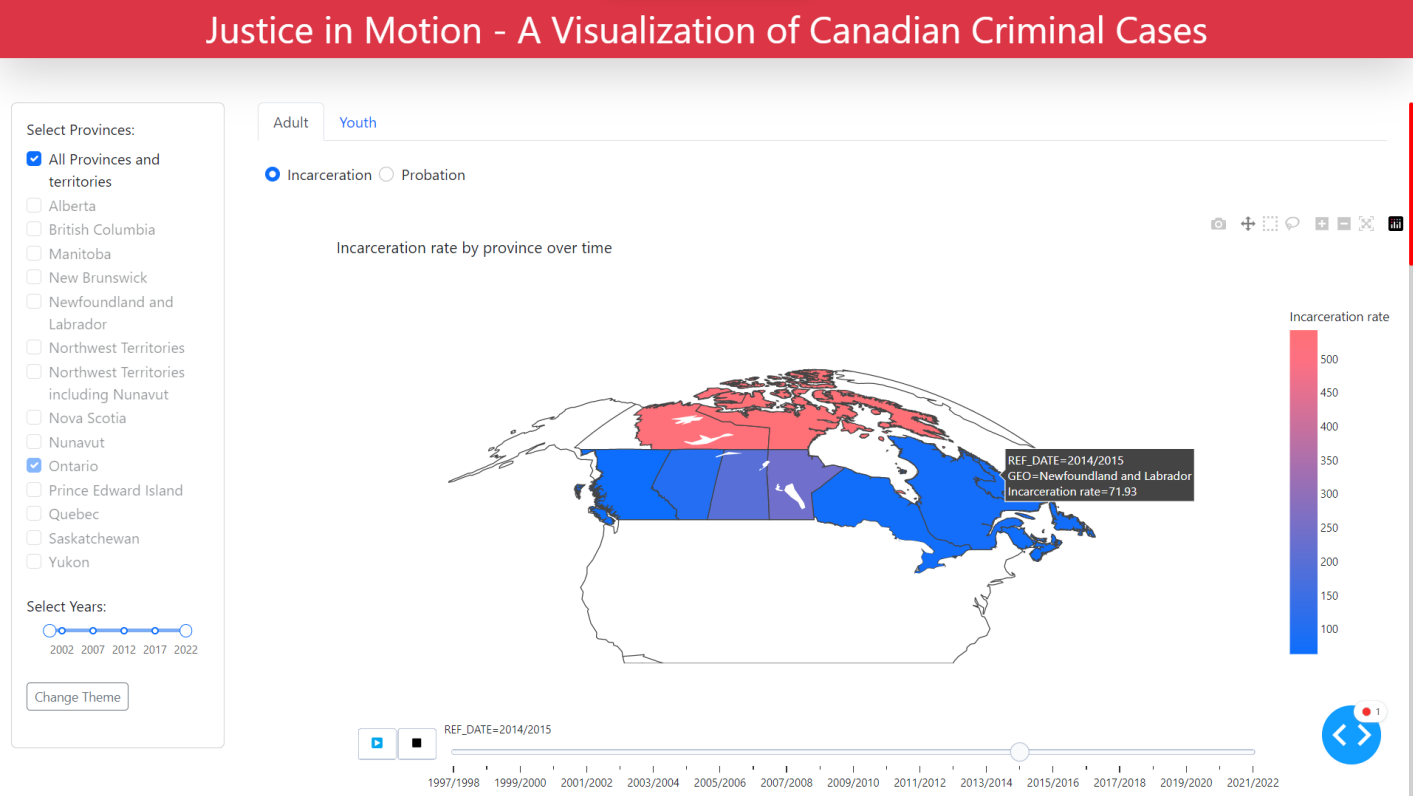 Justice in Motion - A Visualization of Canadian Criminal Cases
Select Provinces:
All Provinces and
territories
Alberta
British Columbia
Manitoba
New Brunswick
Newfoundland and
Labrador
Northwest Territories
Northwest Territories
including Nunavut
Nova Scotia
Nunavut
Ontario
Prince Edward Island
Quebec
Saskatchewan
Yukon
Select Years:
2002 2007 2012 2017 2022
Change Theme
Adult Youth
Incarceration Probation
Incarceration rate by province over time
Incarceration rate
500
450
400
350
300
250
200
150
100
REF_DATE=2014/2015
GEO=Newfoundland and Labrador
Incarceration rate=71.93
REF_DATE=2014/2015
1997/1998 1999/2000 2001/2002 2003/2004 2005/2006 2007/2008 2009/2010 2011/2012 2013/2014 2015/2016 2017/2018 2019/2020 2021/2022
1